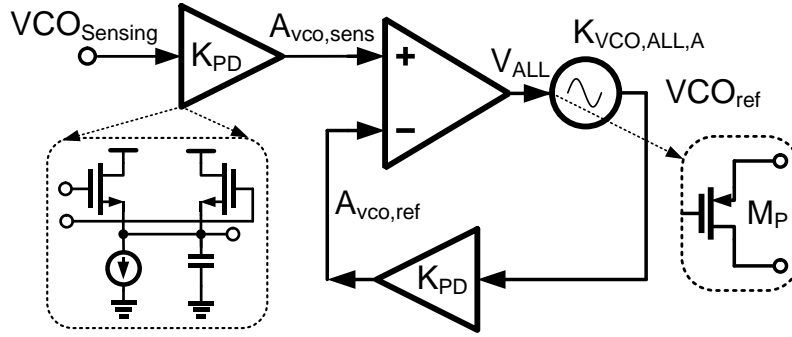 VCOSensing
KPD
Avco,sens
+
−
VALL
KVCO,ALL,A
VCOref
Avco,ref
KPD
MP